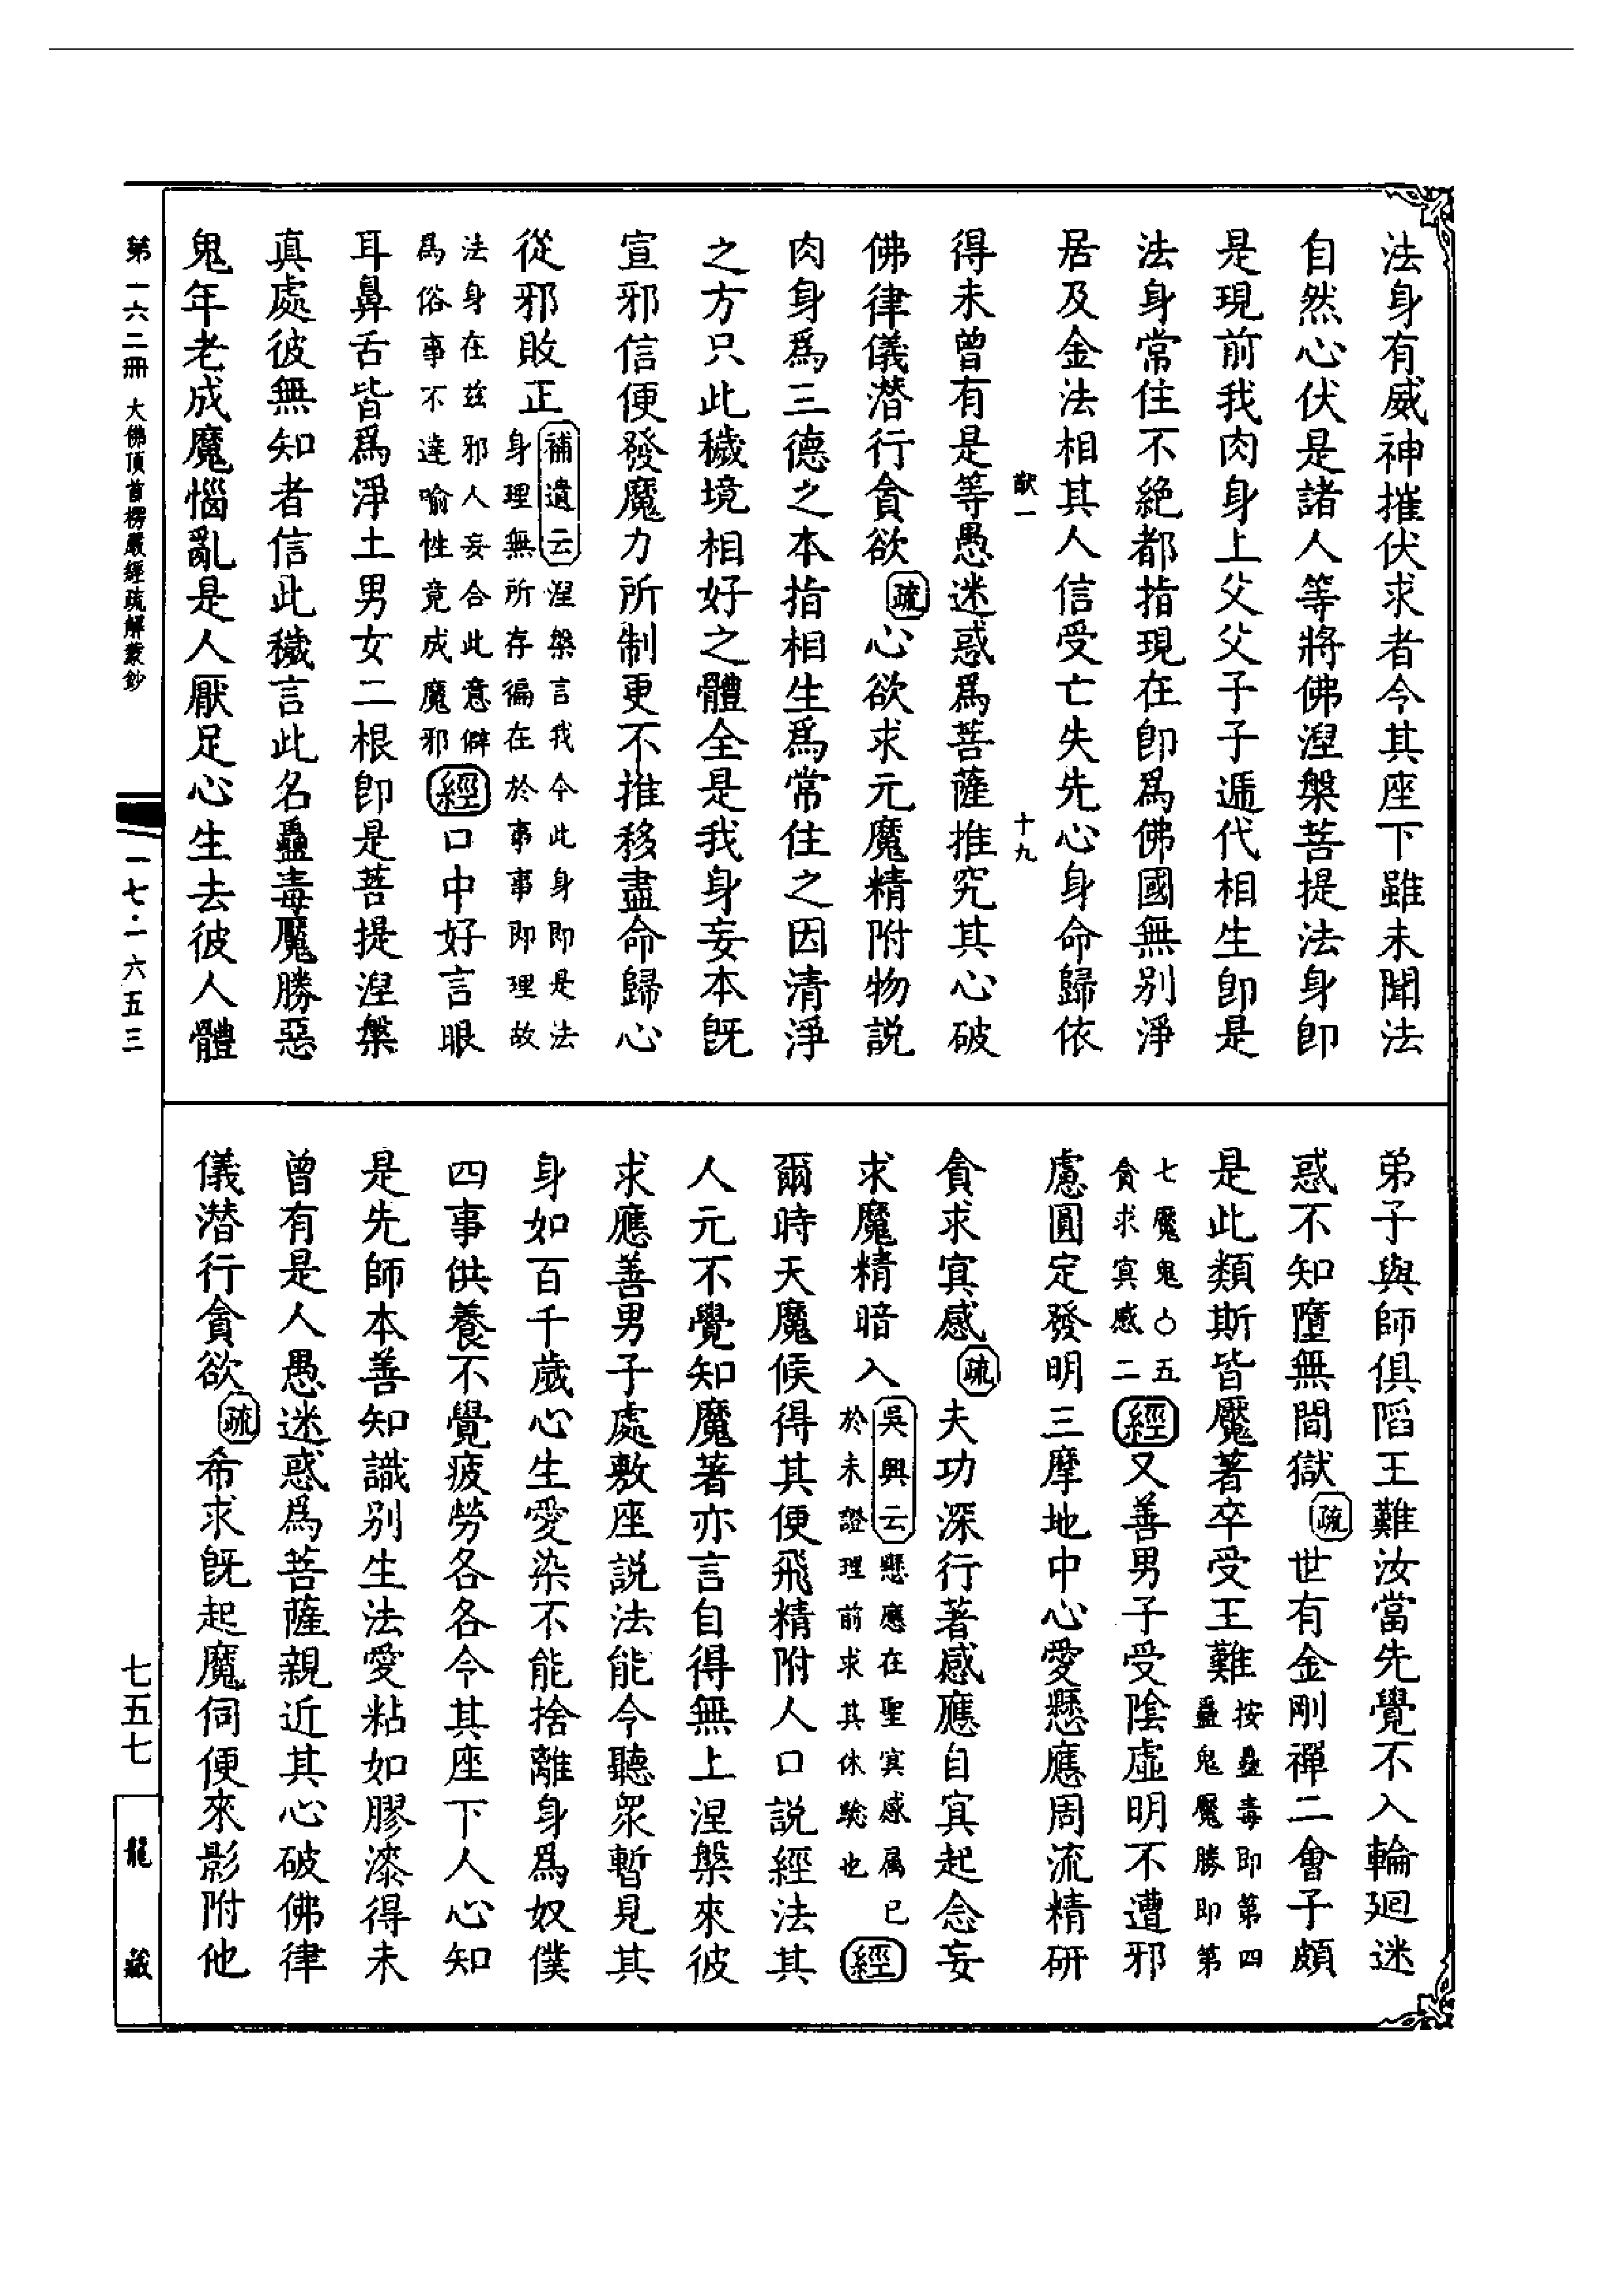 法身有威神摧伏求者令其座下雖未聞法
自然心伏是諸人等將佛涅槃菩提法身即
是現前我肉身上父父子子遞代相生即是
法身常住不絶都指現在即爲佛國無别淨
居及金法相其人信受亡失先心身命歸依
十九
得未曾有是等愚迷惑爲菩薩推究其心破
佛律儀潛行貪欲疏心欲求元魔精附物説
肉身爲三德之本指相生爲常住之因清淨
之方只此穢境相好之體全是我身妄本既
宣邪信便發魔力所制更不推移盡命歸心
從邪敗正補遺云涅槃言我今此身即是法
身理無所存徧在於事事即理故
法身在兹邪人妄合此意僻
爲俗事不達喻性竟成魔邪經口中好言眼
耳鼻舌皆爲淨土男女二根即是菩提涅槃
真處彼無知者信此穢言此名蠱毒魘勝惡
鬼年老成魔惱亂是人厭足心生去彼人體
弟子與師俱陷王難汝當先覺不入輪迴迷
惑不知墮無間獄疏世有金剛禪二會子頗
是此類斯皆魘著卒受王難按蠱毒即第四
蠱鬼魘勝即第
七魘鬼○五
貪求冥感二經又善男子受陰虛明不遭邪
慮圓定發明三摩地中心愛懸應周流精研
貪求冥感疏夫功深行著感應自冥起念妄
求魔精暗入吳興云懸應在聖冥感屬己
於未證理前求其休驗也經
爾時天魔候得其便飛精附人口説經法其
人元不覺知魔著亦言自得無上涅槃來彼
求應善男子處敷座説法能令聽衆暫見其
身如百千歲心生愛染不能捨離身爲奴僕
四事供養不覺疲勞各各令其座下人心知
是先師本善知識别生法愛粘如膠漆得未
曾有是人愚迷惑爲菩薩親近其心破佛律
儀潛行貪欲疏希求既起魔伺便來影附他
第一六二冊 大佛頂首楞嚴經疏解蒙鈔
一七·一六五三
七五七
龍藏